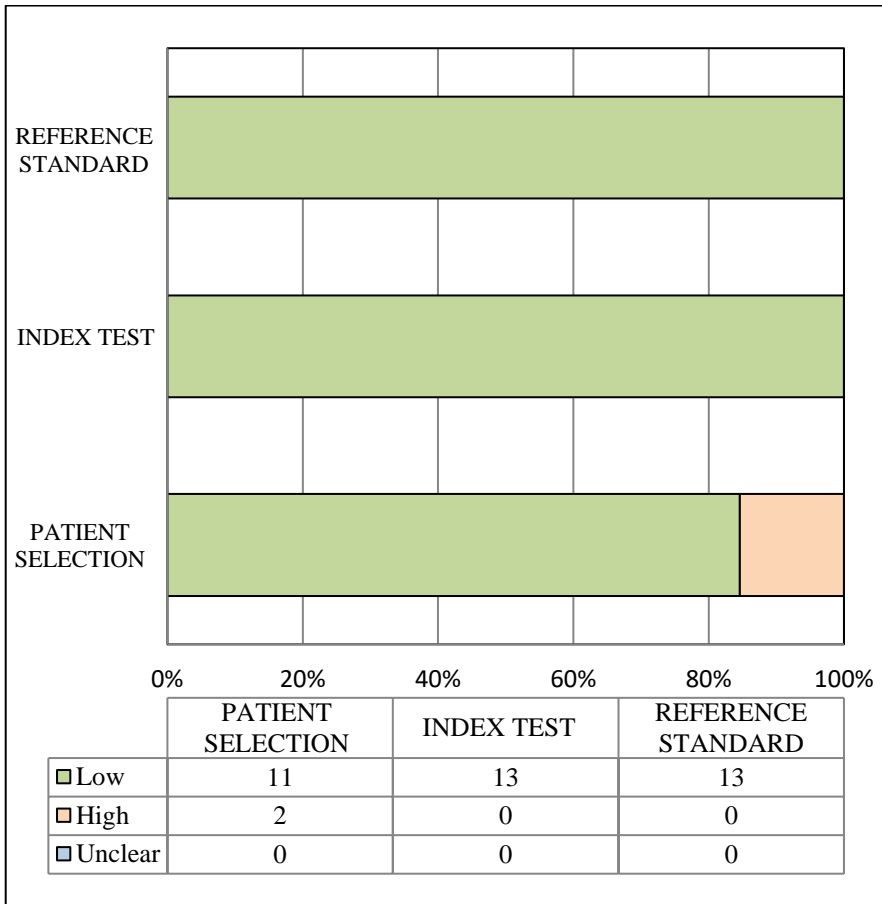 REFERENCE
STANDARD
INDEX TEST
PATIENT
SELECTION
0% 20% 40% 60% 80% 100%
PATIENT SELECTION INDEX TEST REFERENCE STANDARD
Low 11 13 13
High 2 0 0
Unclear 0 0 0